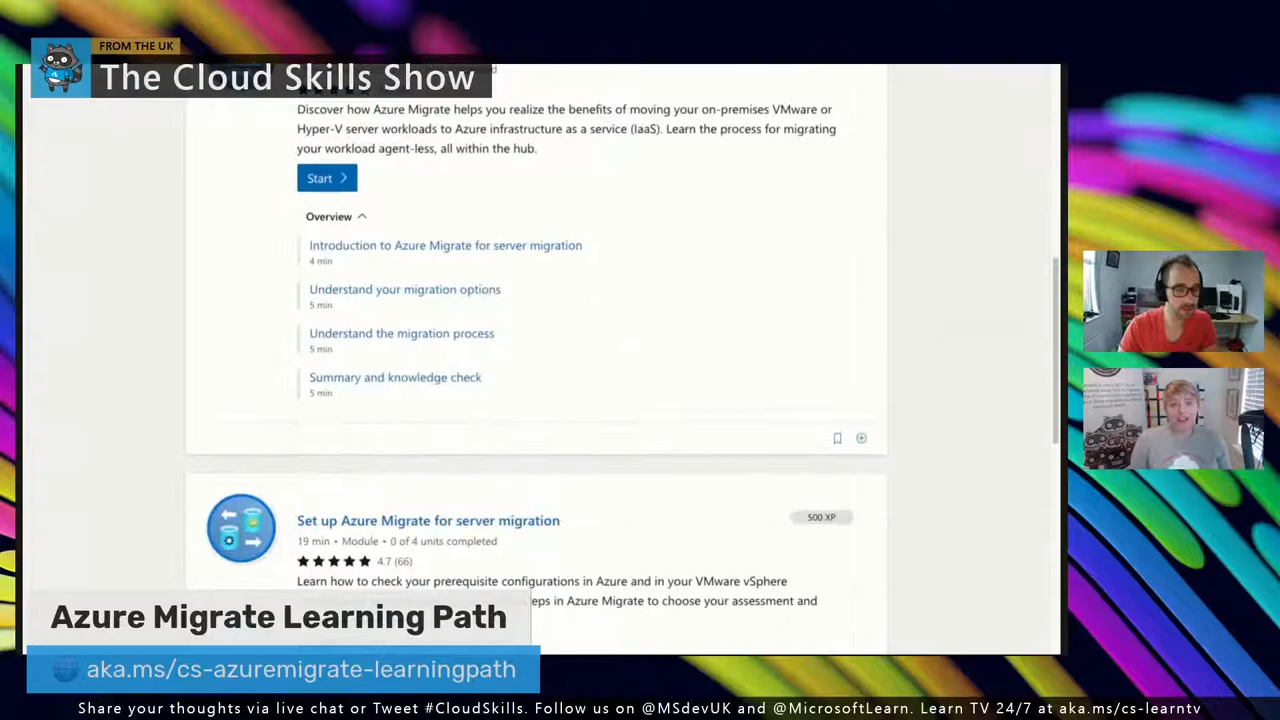 FROM THE UK
The Cloud Skills Show
Discover how Azure Migrate helps you realize the benefits of moving your on-premises VMware or
Hyper-V server workloads to Azure infrastructure as a service (IaaS). Learn the process for migrating
your workload agent-less, all within the hub.
Start
Overview
Introduction to Azure Migrate for server migration
4 min
Understand your migration options
5 min
Understand the migration process
5 min
Summary and knowledge check
5 min
Set up Azure Migrate for server migration
500 XP
19 min • Module • 0 of 4 units completed
4.7 (66)
Learn how to check your prerequisite configurations in Azure and in your VMware vSphere
in Azure Migrate to choose your assessment and
Azure Migrate Learning Path
aka.ms/cs-azuremigrate-learningpath
Share your thoughts via live chat or Tweet #CloudSkills. Follow us on @MSdevUK and @MicrosoftLearn. Learn TV 24/7 at aka.ms/cs-learntv